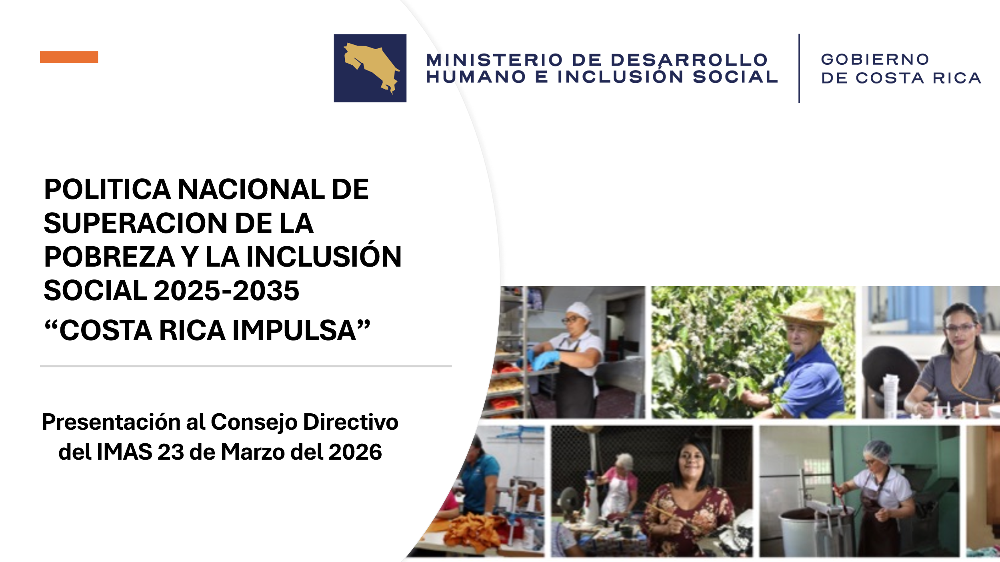 MINISTERIO DE DESARROLLO
HUMANO E INCLUSIÓN SOCIAL
GOBIERNO
DE COSTA RICA
POLITICA NACIONAL DE
SUPERACION DE LA
POBREZA Y LA INCLUSIÓN
SOCIAL 2025-2035
“COSTA RICA IMPULSA”
Presentación al Consejo Directivo
del IMAS 23 de Marzo del 2026